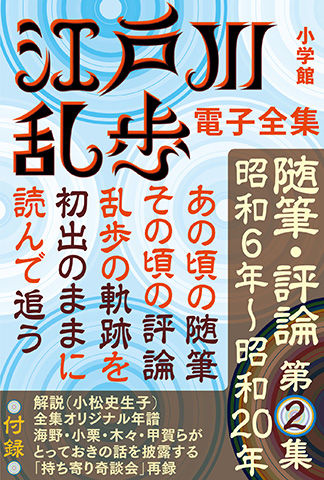 小学館
江戸川
乱歩
電子全集
随筆・評論 第2集
昭和6年〜昭和20年
あの頃の随筆
その頃の評論
乱歩の軌跡を
初出のままに
読んで追う
付録
解説（小松史生子）
全集オリジナル年譜
海野・小栗・木々・甲賀らが
とっておきの話を披露する
「持ち寄り奇談会」再録